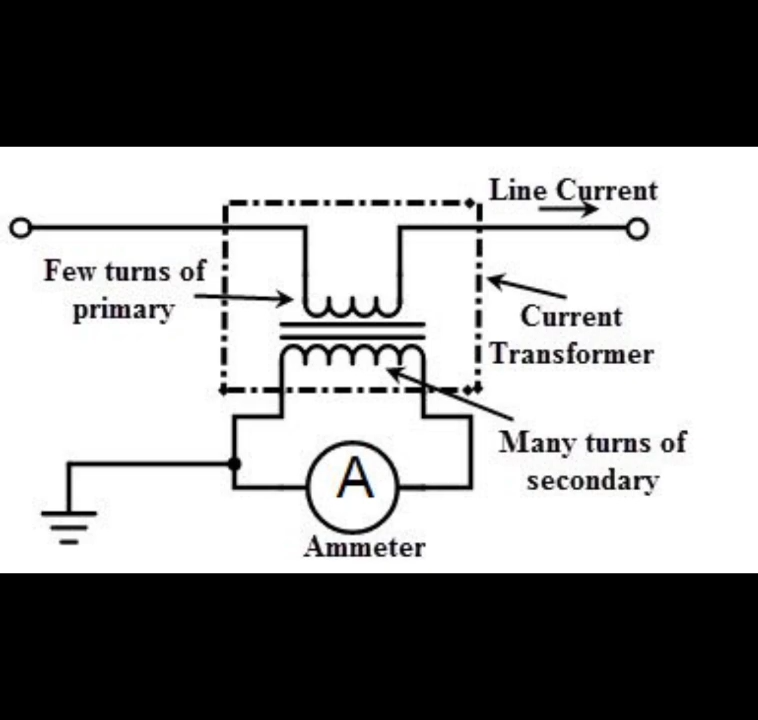 Line Current
Few turns of
primary
Current
Transformer
Many turns of
secondary
A
Ammeter